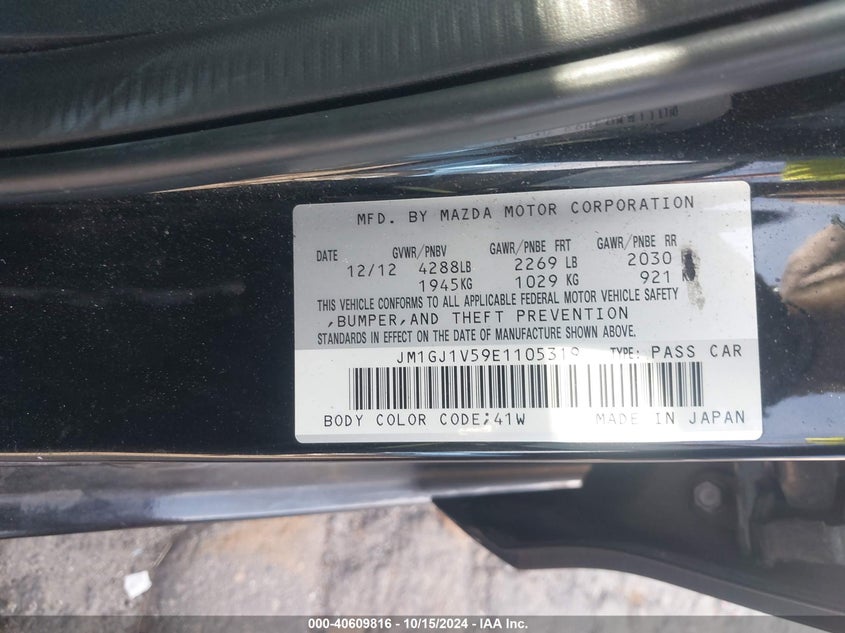 MFD. BY MAZDA MOTOR CORPORATION
DATE GVWR/PNBV GAWR/PNBE FRT GAWR/PNBE RR
12/12 4288LB 2269 LB 2030
1945KG 1029 KG 921
THIS VEHICLE CONFORMS TO ALL APPLICABLE FEDERAL MOTOR VEHICLE SAFETY
,BUMPER,AND THEFT PREVENTION
STANDARDS IN EFFECT ON THE DATE OF MANUFACTURE SHOWN ABOVE.
JM1GJ1V59E1105319 TYPE: PASS CAR
BODY COLOR CODE;41W MADE IN JAPAN
000-40609816 - 10/15/2024 - IAA Inc.